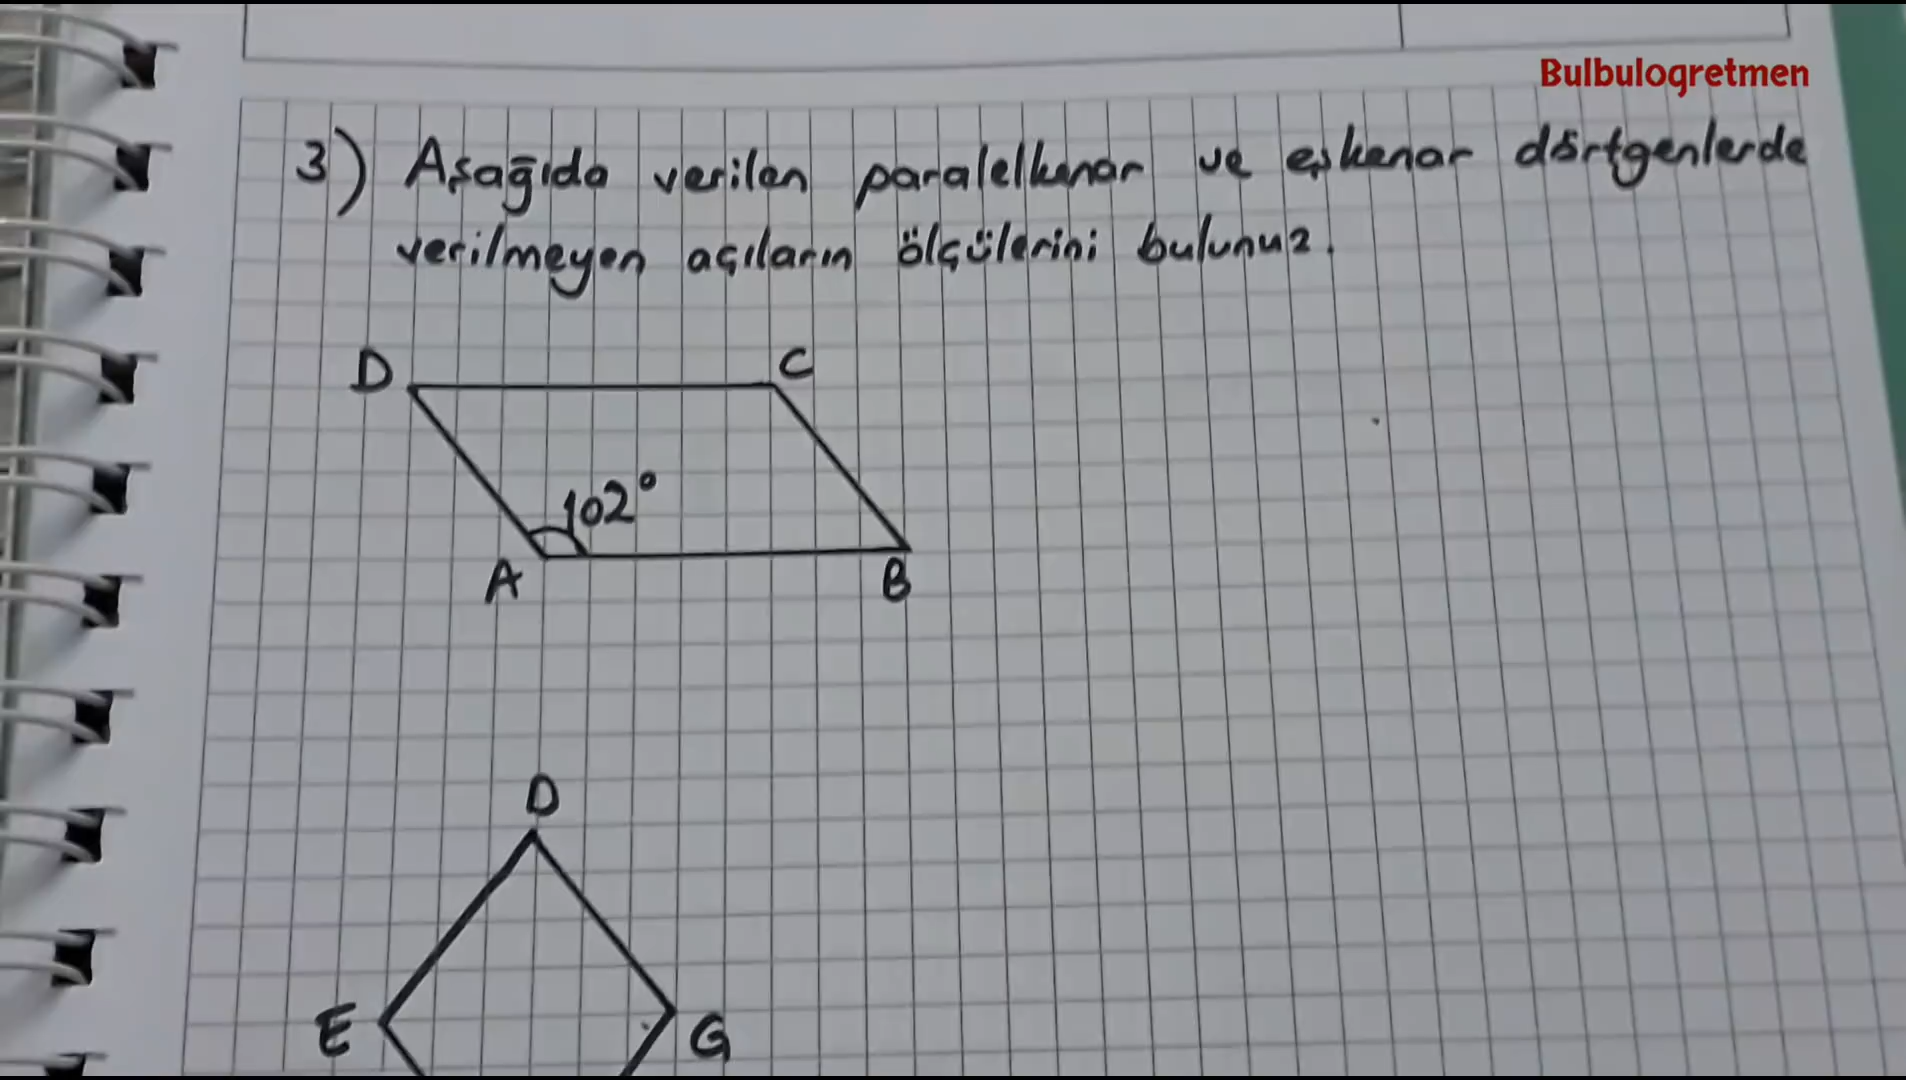 Bulbulogretmen
3) Aşağıda verilen paralelkenar ve eşkenar dörtgenlerde
verilmeyen açıların ölçülerini bulunuz.
D
C
102°
A
B
D
E
G